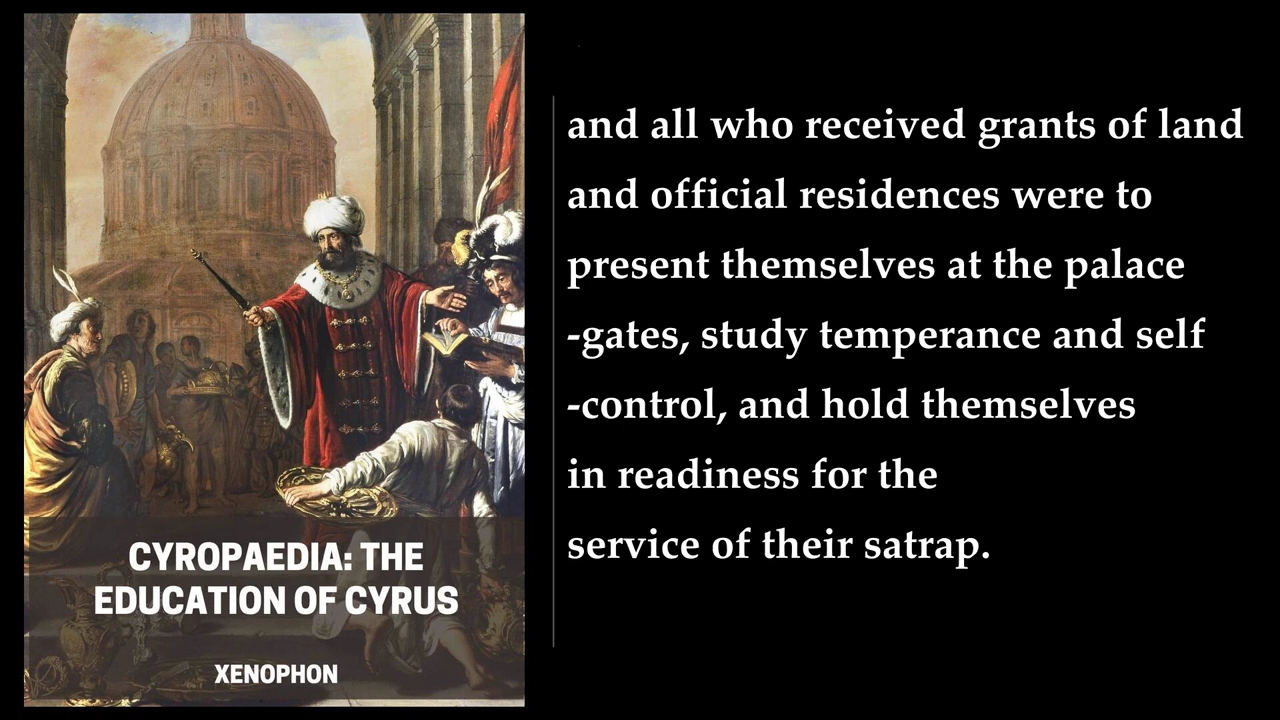 CYROPAEDIA: THE
EDUCATION OF CYRUS
XENOPHON
and all who received grants of land
and official residences were to
present themselves at the palace
-gates, study temperance and self
-control, and hold themselves
in readiness for the
service of their satrap.